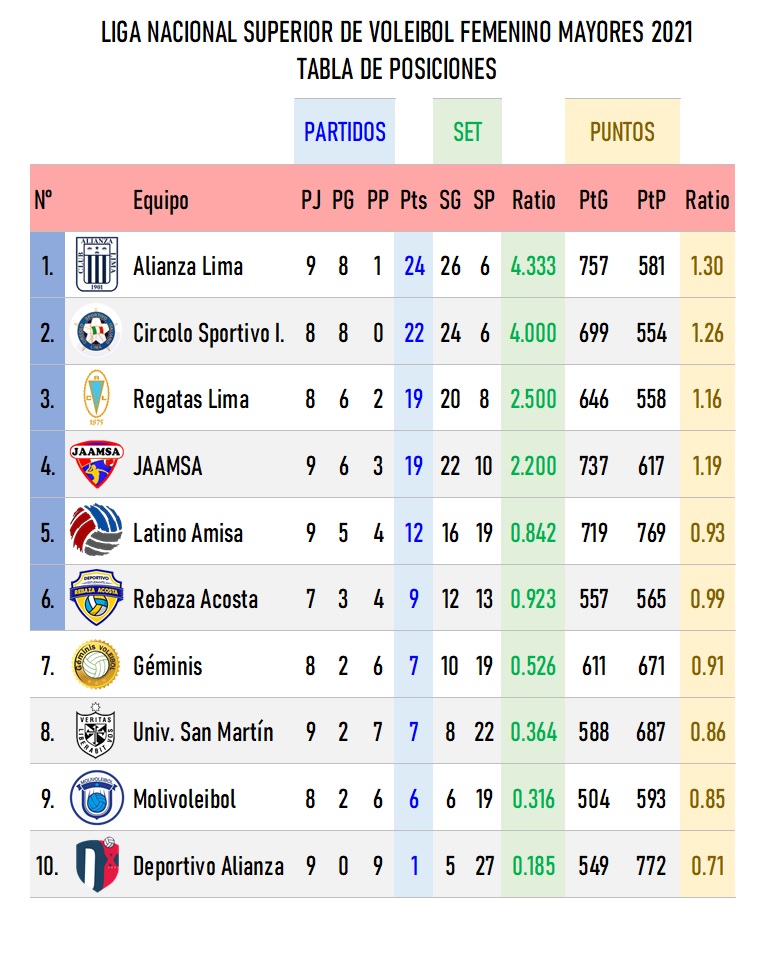 LIGA NACIONAL SUPERIOR DE VOLEIBOL FEMENINO MAYORES 2021
TABLA DE POSICIONES
PARTIDOS SET PUNTOS
Nº Equipo PJ PG PP Pts SG SP Ratio PtG PtP Ratio
1. ALIANZA CLUB LIMA 1901 Alianza Lima 9 8 1 24 26 6 4.333 757 581 1.30
2. Circolo Sportivo I. 8 8 0 22 24 6 4.000 699 554 1.26
3. R C L 1875 Regatas Lima 8 6 2 19 20 8 2.500 646 558 1.16
4. JAAMSA JAAMSA 9 6 3 19 22 10 2.200 737 617 1.19
5. Latino Amisa 9 5 4 12 16 19 0.842 719 769 0.93
6. DEPORTIVO REBAZA ACOSTA Rebaza Acosta 7 3 4 9 12 13 0.923 557 565 0.99
7. Géminis VOLEIBOL Géminis 8 2 6 7 10 19 0.526 611 671 0.91
8. VERITAS LIBERABIT VOS Univ. San Martín 9 2 7 7 8 22 0.364 588 687 0.86
9. MOLIVOLEIBOL Molivoleibol 8 2 6 6 6 19 0.316 504 593 0.85
10. Deportivo Alianza 9 0 9 1 5 27 0.185 549 772 0.71